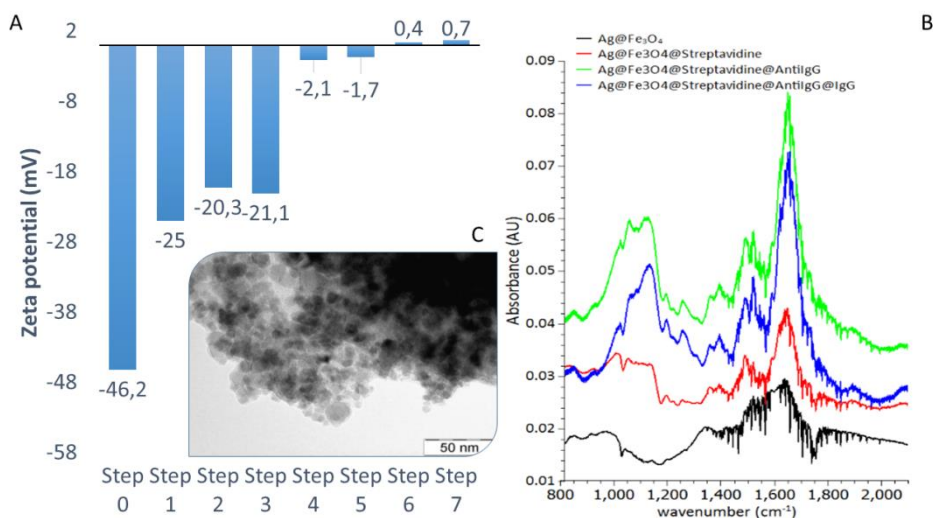 A
2
-8
-18
-28
-38
-48
-58
Zeta potential (mV)
-46,2
-25
-20,3
-21,1
-2,1
-1,7
0,4
0,7
Step Step Step Step Step Step Step Step
0 1 2 3 4 5 6 7
C
50 nm
B
Ag@Fe₃O₄
Ag@Fe3O4@Streptavidine
Ag@Fe3O4@Streptavidine@AntiIgG
Ag@Fe3O4@Streptavidine@AntiIgG@IgG
0.09
0.08
0.07
0.06
0.05
0.04
0.03
0.02
0.01
Absorbance (AU)
800 1,000 1,200 1,400 1,600 1,800 2,000
wavenumber (cm⁻¹)